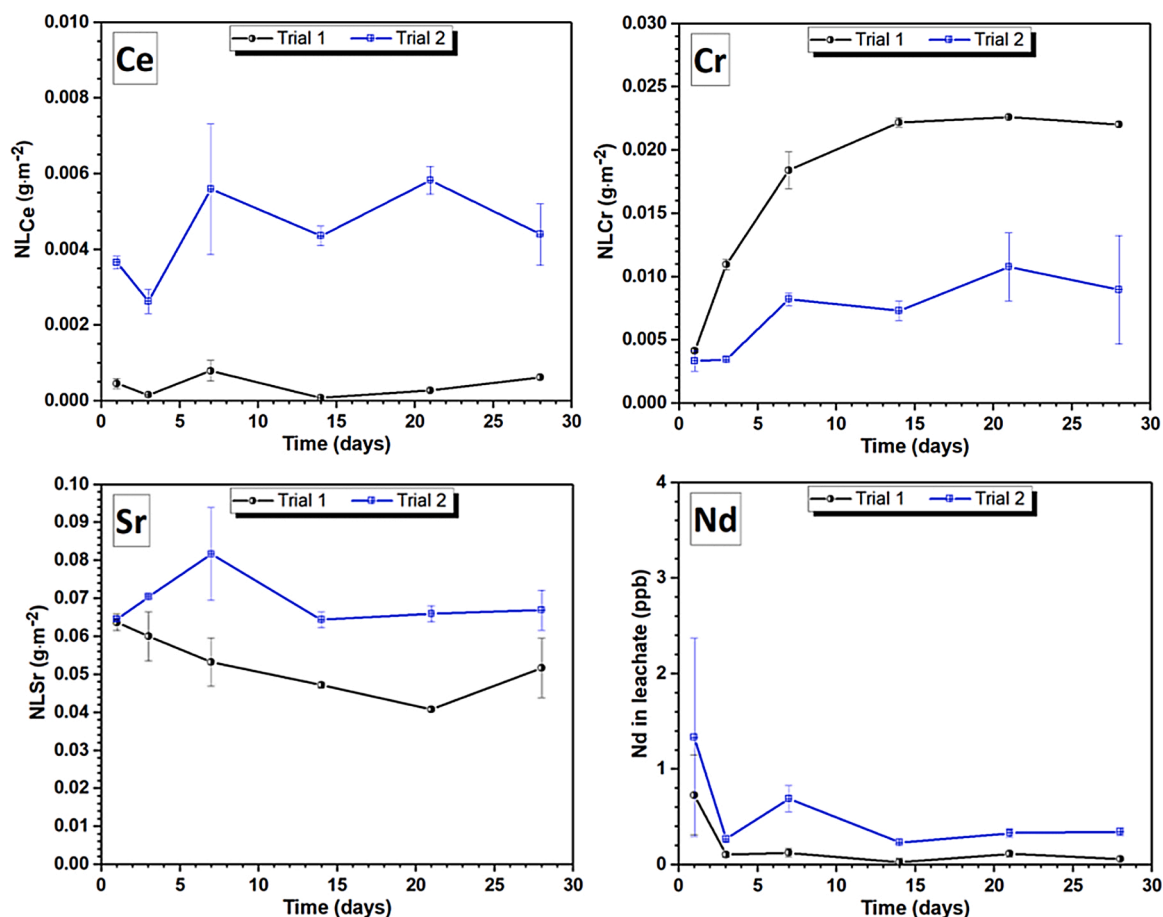 Ce
Trial 1 Trial 2
0.010
0.008
0.006
0.004
0.002
0.000
NLCe (g·m⁻²)
0 5 10 15 20 25 30
Time (days)
Cr
Trial 1 Trial 2
0.030
0.025
0.020
0.015
0.010
0.005
0.000
NLCr (g·m⁻²)
0 5 10 15 20 25 30
Time (days)
Sr
Trial 1 Trial 2
0.10
0.09
0.08
0.07
0.06
0.05
0.04
0.03
0.02
0.01
0.00
NLSr (g·m⁻²)
0 5 10 15 20 25 30
Time (days)
Nd
Trial 1 Trial 2
4
3
2
1
0
Nd in leachate (ppb)
0 5 10 15 20 25 30
Time (days)